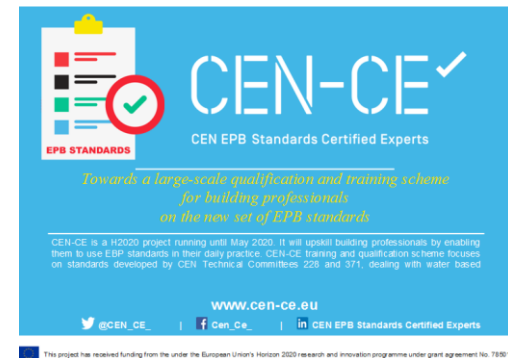 CEN-CE
CEN EPB Standards Certified Experts
EPB STANDARDS
Towards a large-scale qualification and training scheme
for building professionals
on the new set of EPB standards
CEN-CE is a H2020 project running until May 2020. It will upskill building professionals by enabling
them to use EBP standards in their daily practice. CEN-CE training and qualification scheme focuses
on standards developed by CEN Technical Committees 228 and 371, dealing with water based
www.cen-ce.eu
@CEN_CE_ | Cen_Ce_ | CEN EPB Standards Certified Experts
This project has received funding from the under the European Union's Horizon 2020 research and innovation programme under grant agreement No. 7850